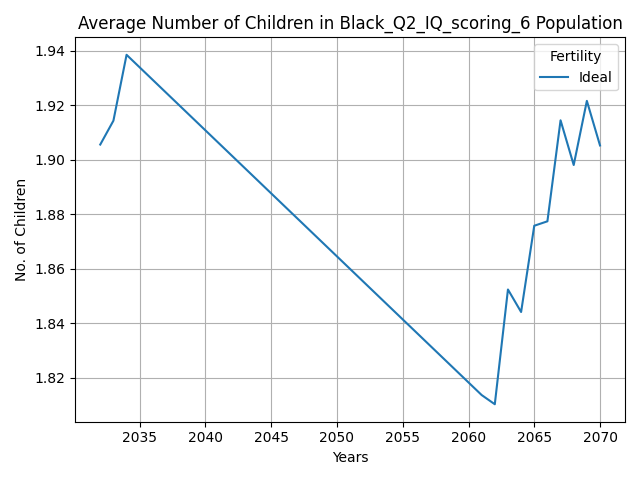 Average Number of Children in Black_Q2_IQ_scoring_6 Population
Fertility
Ideal
No. of Children
1.94
1.92
1.90
1.88
1.86
1.84
1.82
2035 2040 2045 2050 2055 2060 2065 2070
Years